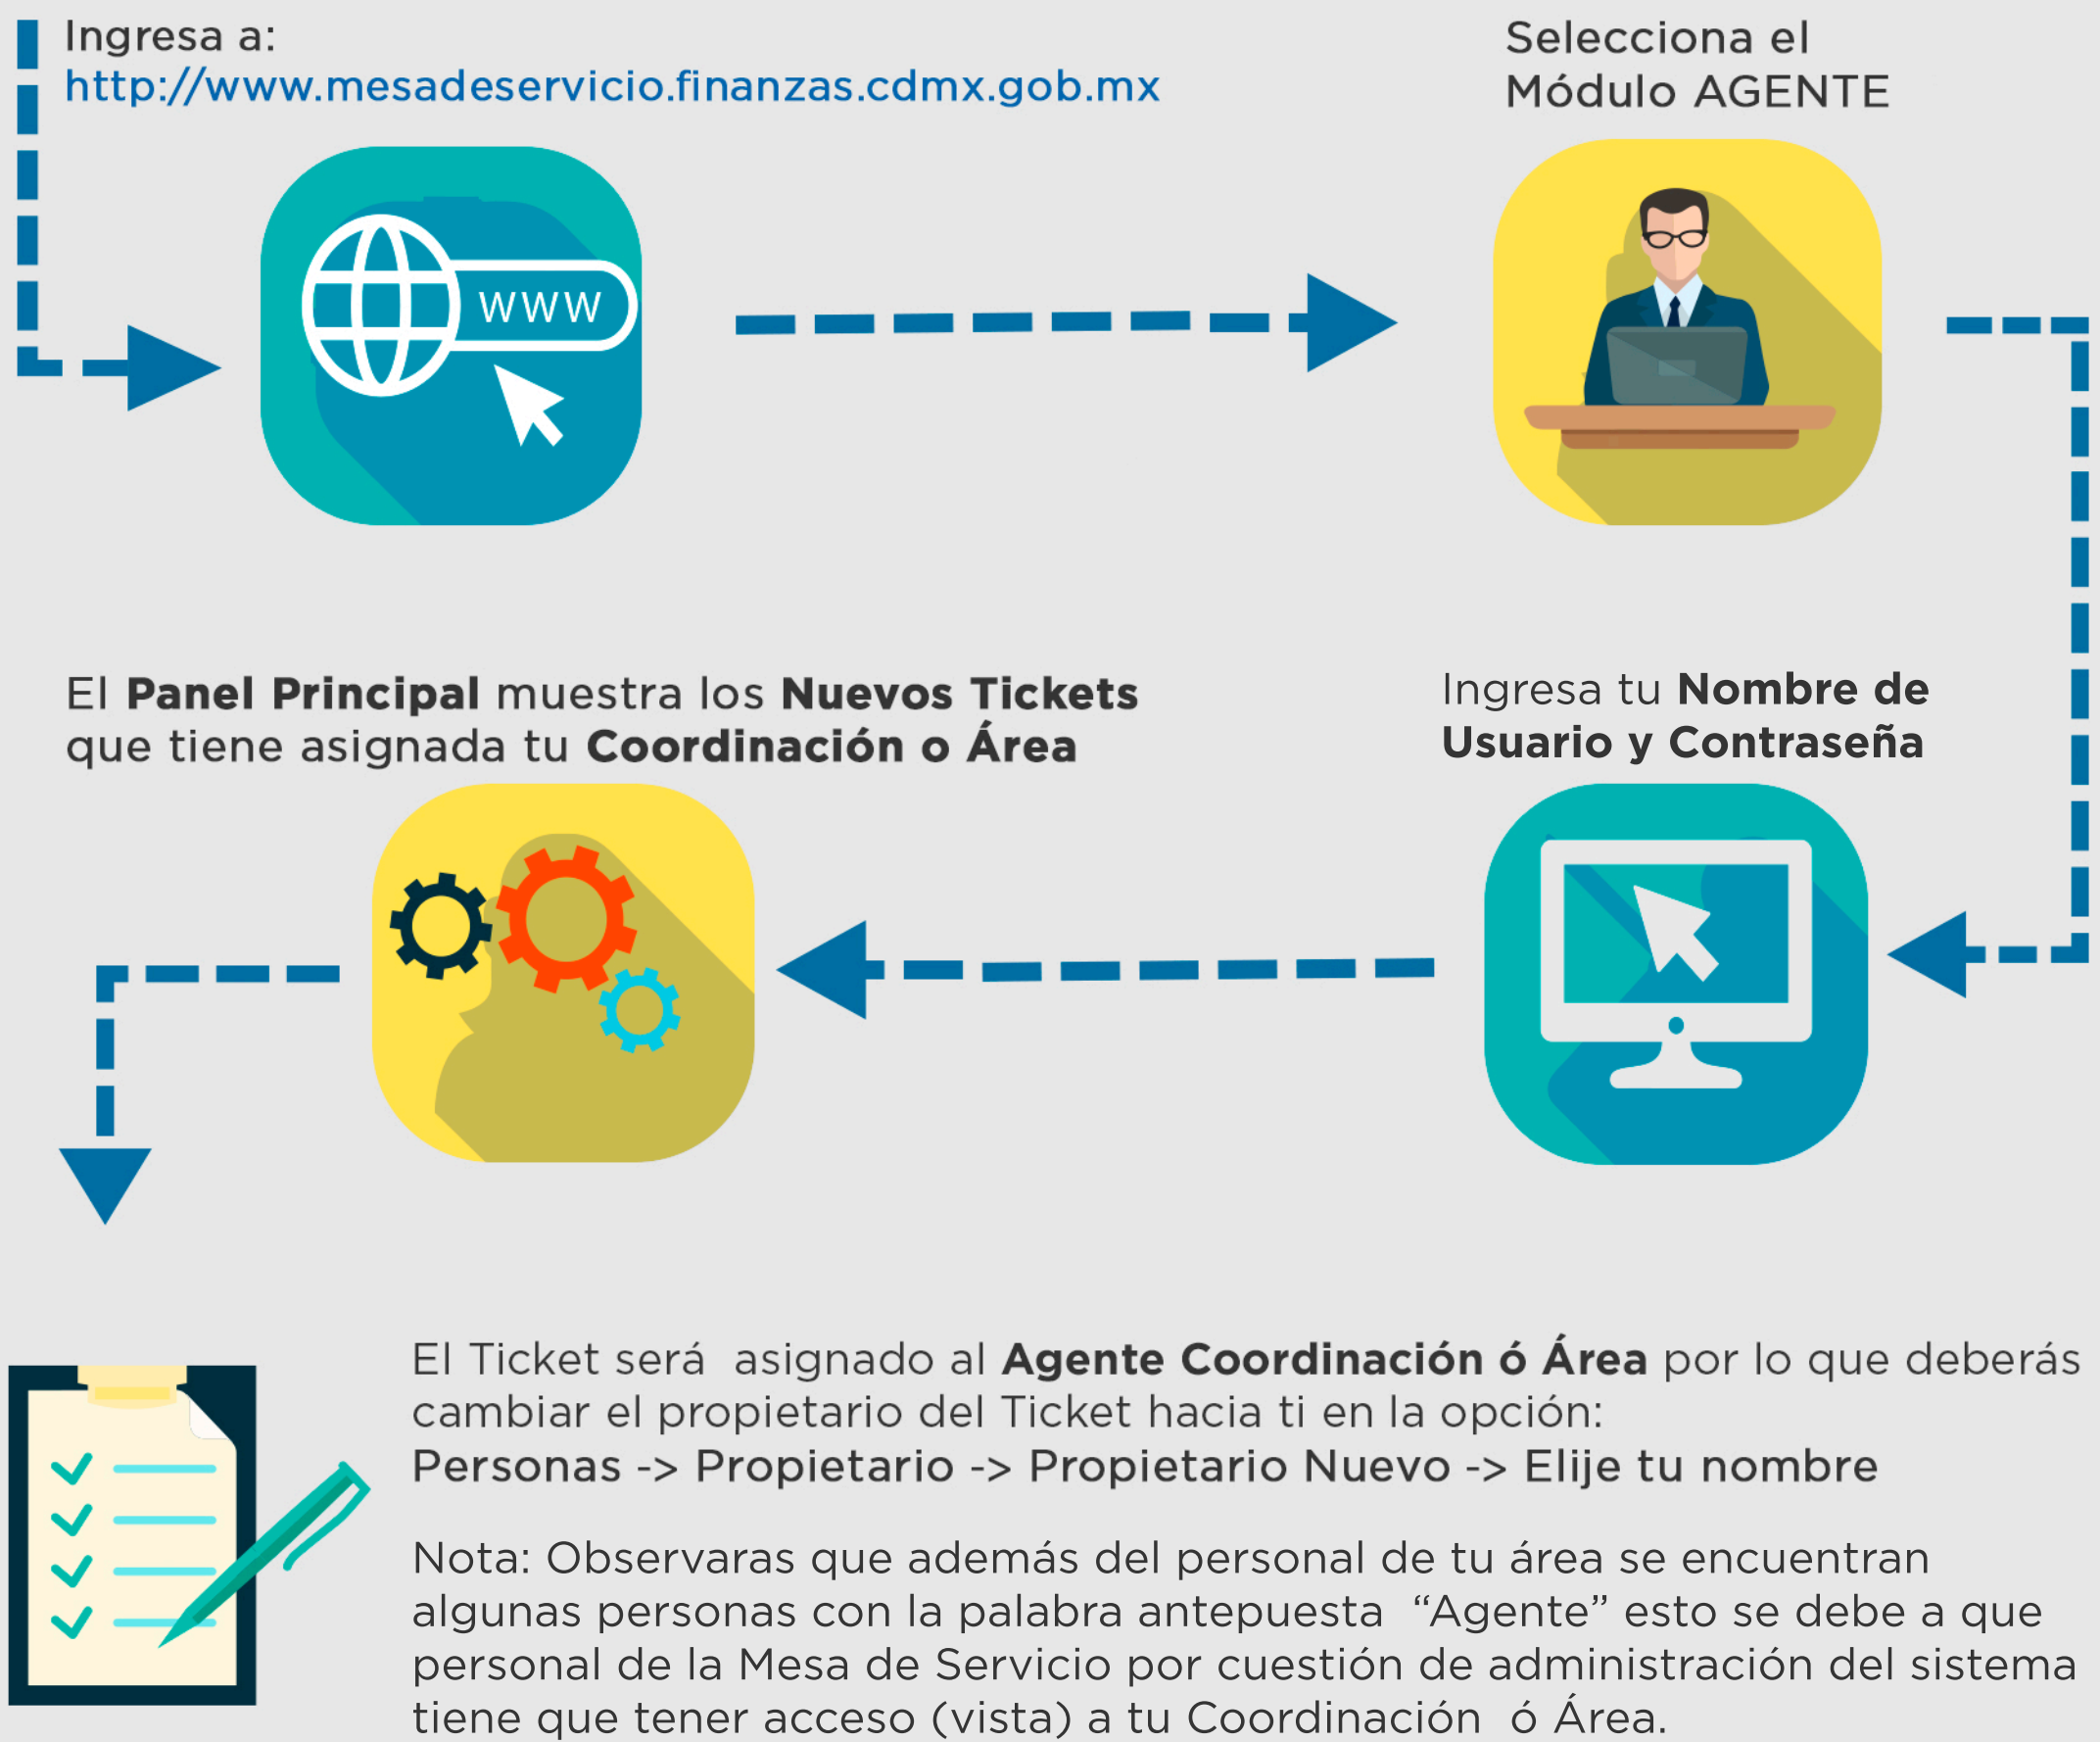 Ingresa a:
http://www.mesadeservicio.finanzas.cdmx.gob.mx
Selecciona el
Módulo AGENTE
WWW
Ingresa tu Nombre de
Usuario y Contraseña
El Panel Principal muestra los Nuevos Tickets
que tiene asignada tu Coordinación o Área
El Ticket será asignado al Agente Coordinación ó Área por lo que deberás
cambiar el propietario del Ticket hacia ti en la opción:
Personas -> Propietario -> Propietario Nuevo -> Elije tu nombre
Nota: Observaras que además del personal de tu área se encuentran
algunas personas con la palabra antepuesta “Agente” esto se debe a que
personal de la Mesa de Servicio por cuestión de administración del sistema
tiene que tener acceso (vista) a tu Coordinación ó Área.